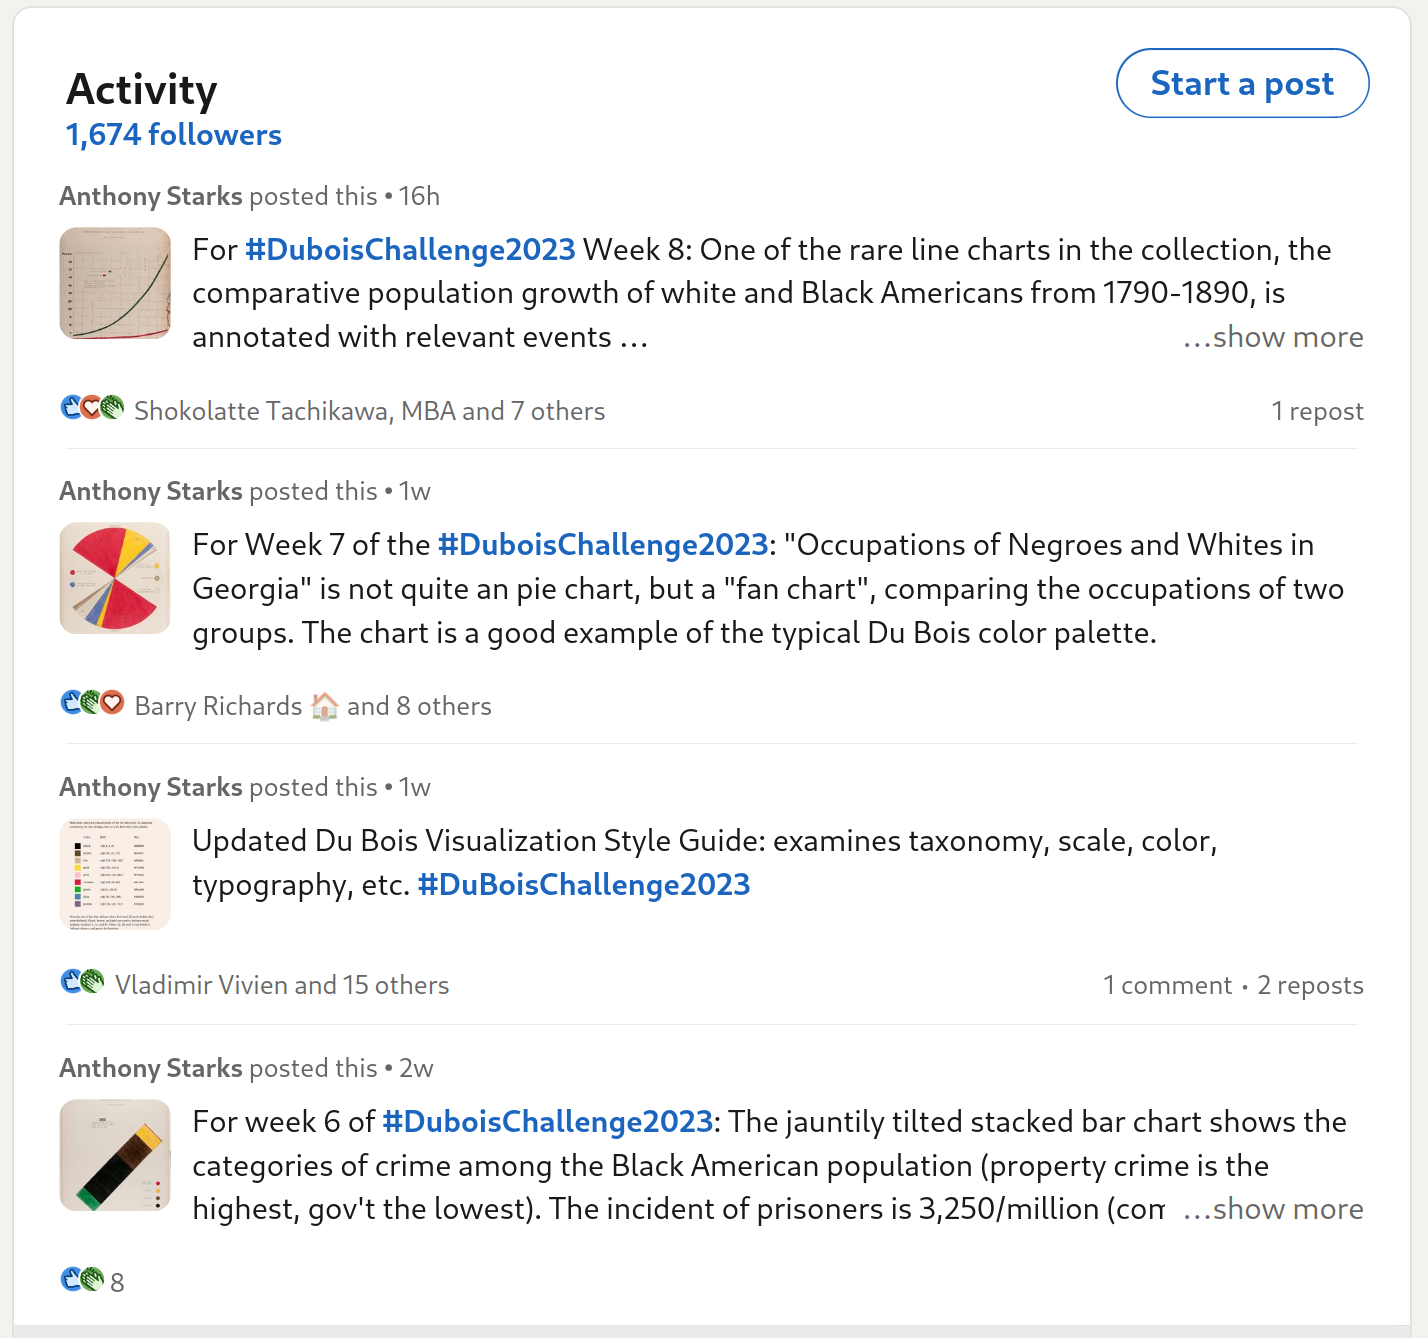 Activity
Start a post
1,674 followers
Anthony Starks posted this • 16h
For #DuboisChallenge2023 Week 8: One of the rare line charts in the collection, the
comparative population growth of white and Black Americans from 1790-1890, is
annotated with relevant events …
…show more
Shokolatte Tachikawa, MBA and 7 others
1 repost
Anthony Starks posted this • 1w
For Week 7 of the #DuboisChallenge2023: "Occupations of Negroes and Whites in
Georgia" is not quite an pie chart, but a "fan chart", comparing the occupations of two
groups. The chart is a good example of the typical Du Bois color palette.
Barry Richards 🏠 and 8 others
Anthony Starks posted this • 1w
Updated Du Bois Visualization Style Guide: examines taxonomy, scale, color,
typography, etc. #DuBoisChallenge2023
Vladimir Vivien and 15 others
1 comment • 2 reposts
Anthony Starks posted this • 2w
For week 6 of #DuboisChallenge2023: The jauntily tilted stacked bar chart shows the
categories of crime among the Black American population (property crime is the
highest, gov't the lowest). The incident of prisoners is 3,250/million (com
…show more
8